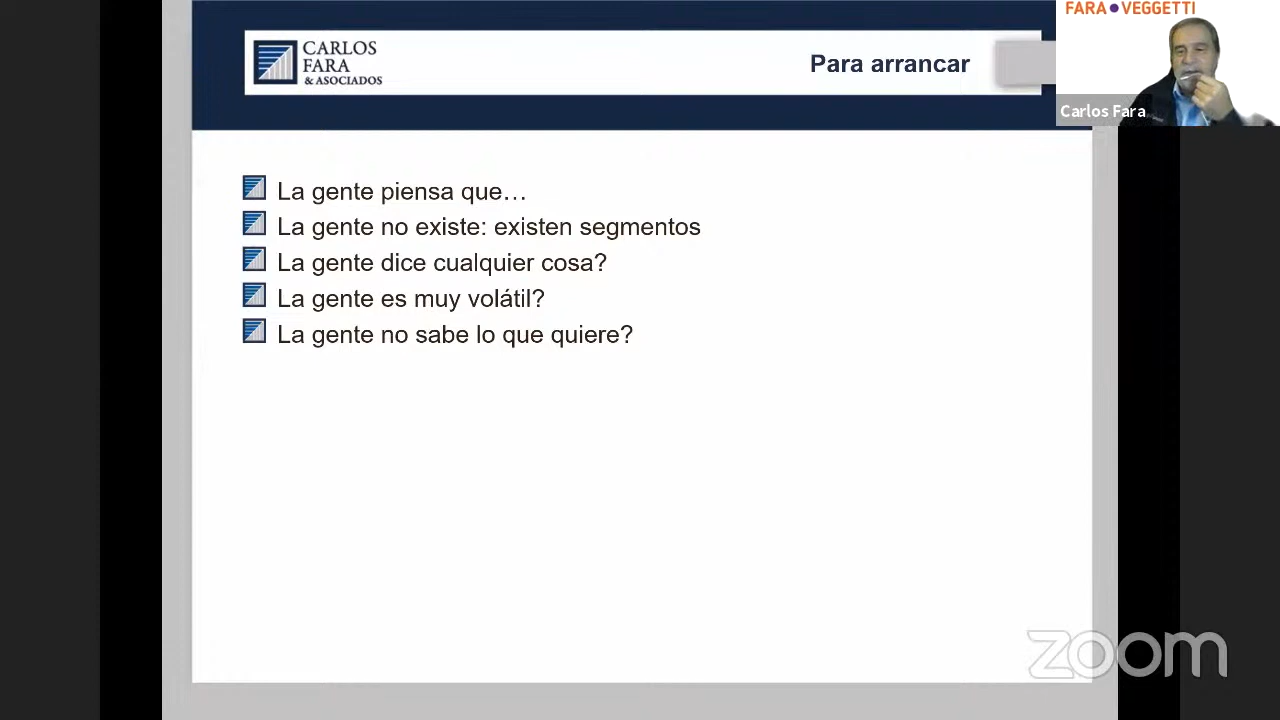 FARA VEGGETTI
CARLOS
FARA
& ASOCIADOS
Para arrancar
Carlos Fara
La gente piensa que…
La gente no existe: existen segmentos
La gente dice cualquier cosa?
La gente es muy volátil?
La gente no sabe lo que quiere?
zoom